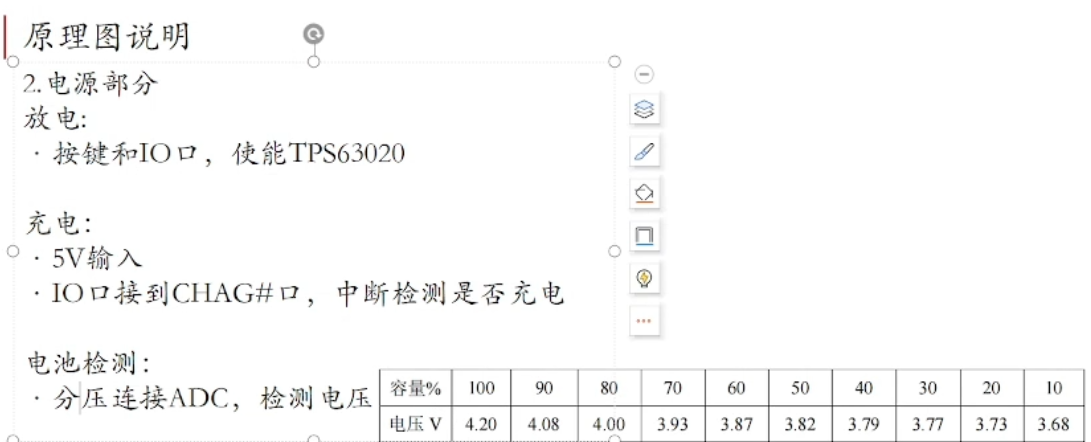 原理图说明
2.电源部分
放电:
· 按键和IO口，使能TPS63020
充电:
· 5V输入
· IO口接到CHAG#口，中断检测是否充电
电池检测:
· 分压连接ADC，检测电压
容量% 100 90 80 70 60 50 40 30 20 10
电压 V 4.20 4.08 4.00 3.93 3.87 3.82 3.79 3.77 3.73 3.68